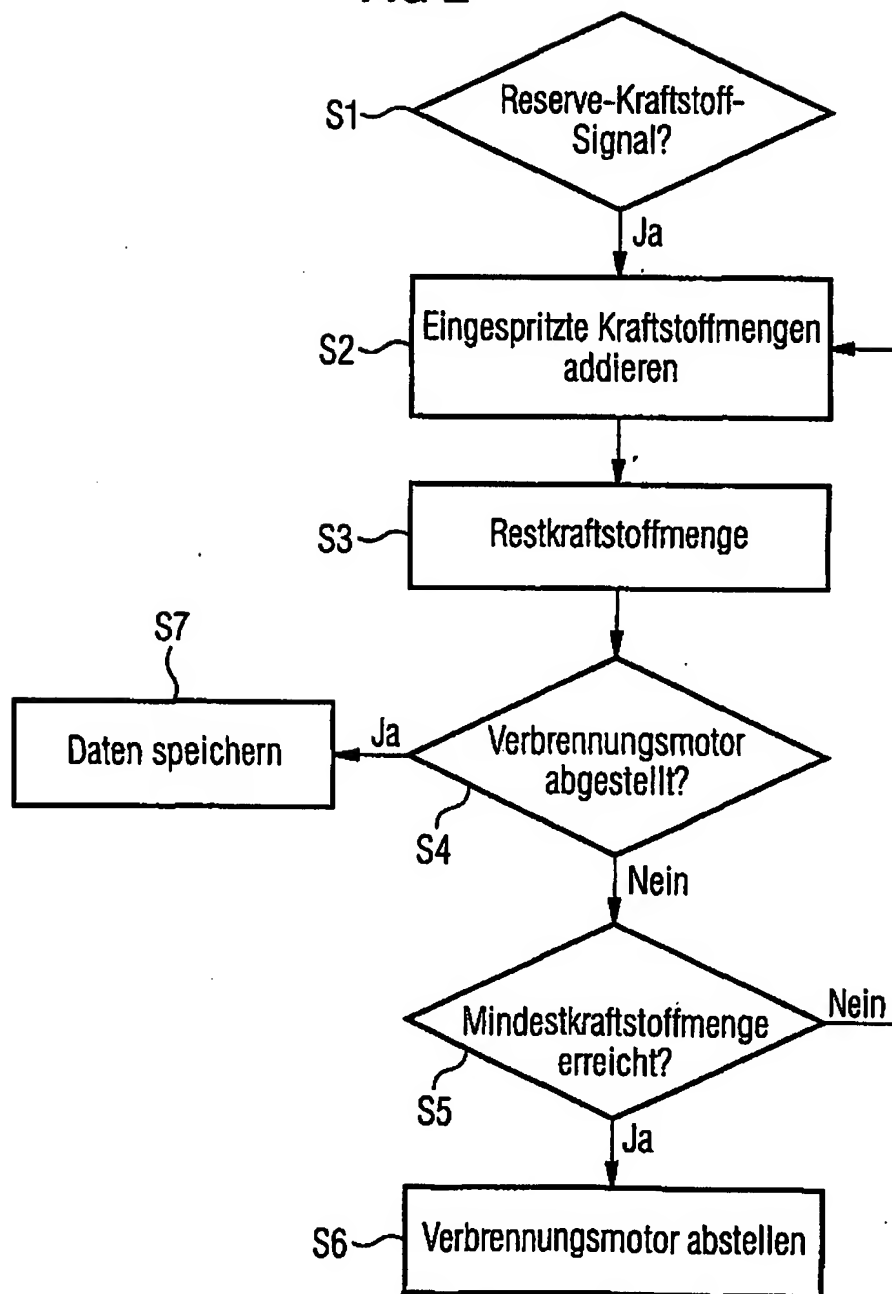 S1
Reserve-Kraftstoff-
Signal?
Ja
S2
Eingespritzte Kraftstoffmengen
addieren
S3
Restkraftstoffmenge
S7
Daten speichern
Ja
Verbrennungsmotor
abgestellt?
S4
Nein
Mindestkraftstoffmenge
erreicht?
Nein
S5
Ja
S6
Verbrennungsmotor abstellen